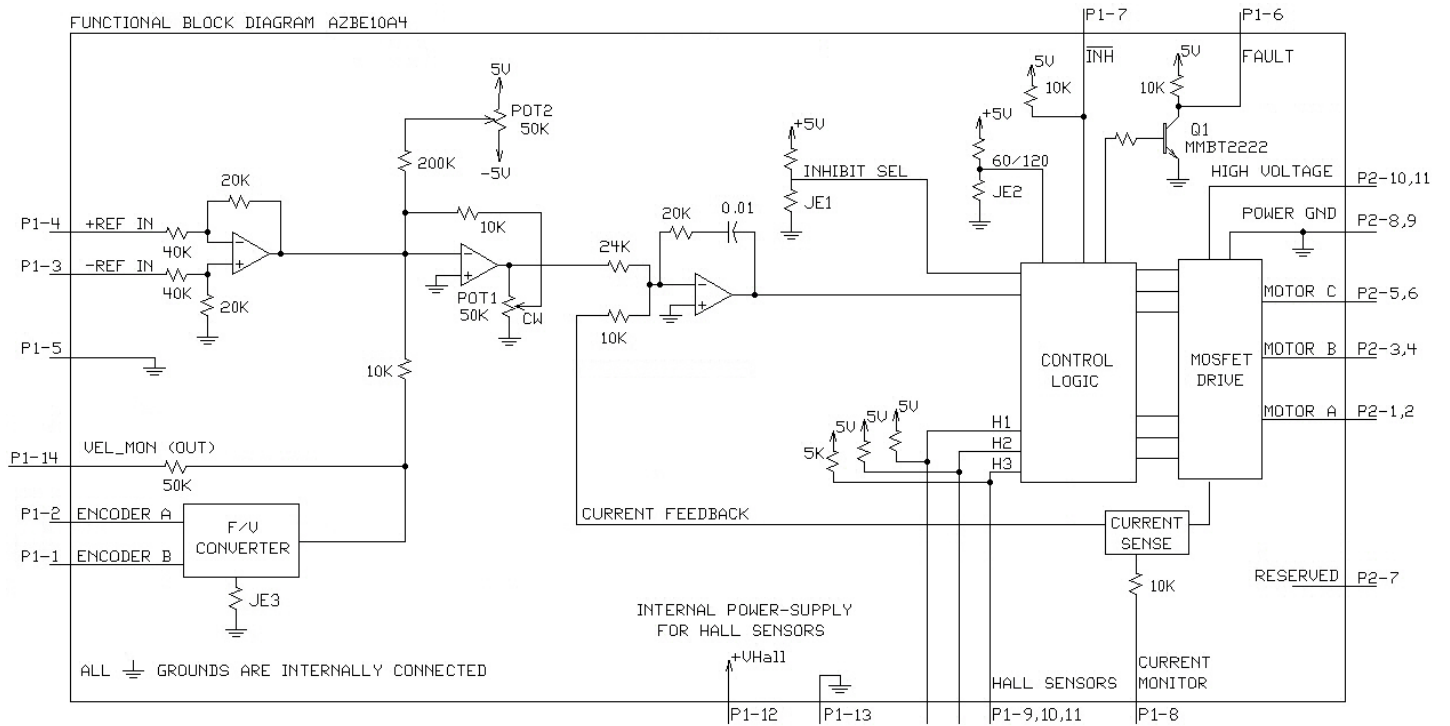 FUNCTIONAL BLOCK DIAGRAM AZBE10A4
P1-7
P1-6
5V
INH
10K
5V
FAULT
10K
Q1
MMBT2222
5V
POT2
50K
-5V
200K
+5V
INHIBIT SEL
JE1
+5V
60/120
JE2
HIGH VOLTAGE
P2-10,11
POWER GND
P2-8,9
20K
P1-4
+REF IN
40K
P1-3
-REF IN
40K
20K
10K
POT1
50K
CW
24K
20K
0.01
10K
MOTOR C
P2-5,6
MOTOR B
P2-3,4
MOTOR A
P2-1,2
CONTROL
LOGIC
MOSFET
DRIVE
P1-5
10K
5V
5V
5V
5K
H1
H2
H3
VEL_MON (OUT)
P1-14
50K
P1-2
ENCODER A
P1-1
ENCODER B
F/V
CONVERTER
JE3
CURRENT FEEDBACK
CURRENT
SENSE
10K
RESERVED
P2-7
INTERNAL POWER-SUPPLY
FOR HALL SENSORS
+VHall
ALL GROUNDS ARE INTERNALLY CONNECTED
HALL SENSORS
CURRENT
MONITOR
P1-12
P1-13
P1-9,10,11
P1-8